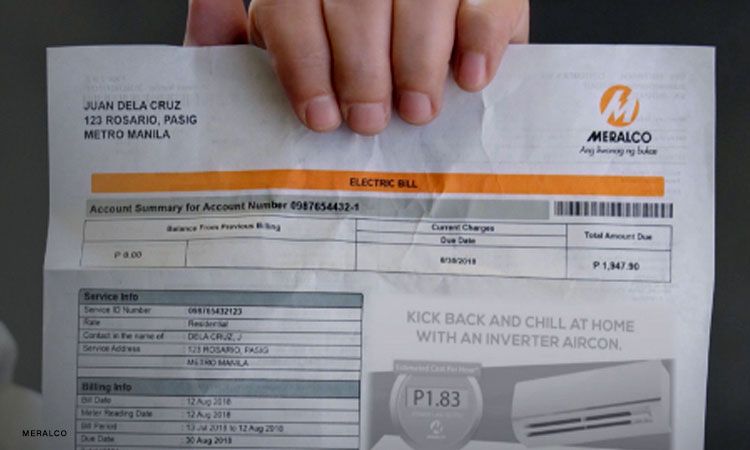 JUAN DELA CRUZ
123 ROSARIO, PASIG
METRO MANILA
MERALCO
Ang liwanag ng bukas
ELECTRIC BILL
Account Summary for Account Number 0987654432-1
Balance From Previous Billing
Current Charges
Due Date
Total Amount Due
P 0.00
8/30/2018
P 1,947.90
Service Info
Service ID Number 098765432123
Rate : Residential
Contact in the name of : DELA CRUZ, J
Service Address : 123 ROSARIO, PASIG
METRO MANILA
Billing Info
Bill Date : 12 Aug 2018
Meter Reading Date : 12 Aug 2018
Bill Period : 13 Jul 2018 to 12 Aug 2018
Due Date : 30 Aug 2018
KICK BACK AND CHILL AT HOME
WITH AN INVERTER AIRCON.
Estimated Cost Per Hour
P1.83
MERALCO
MERALCO